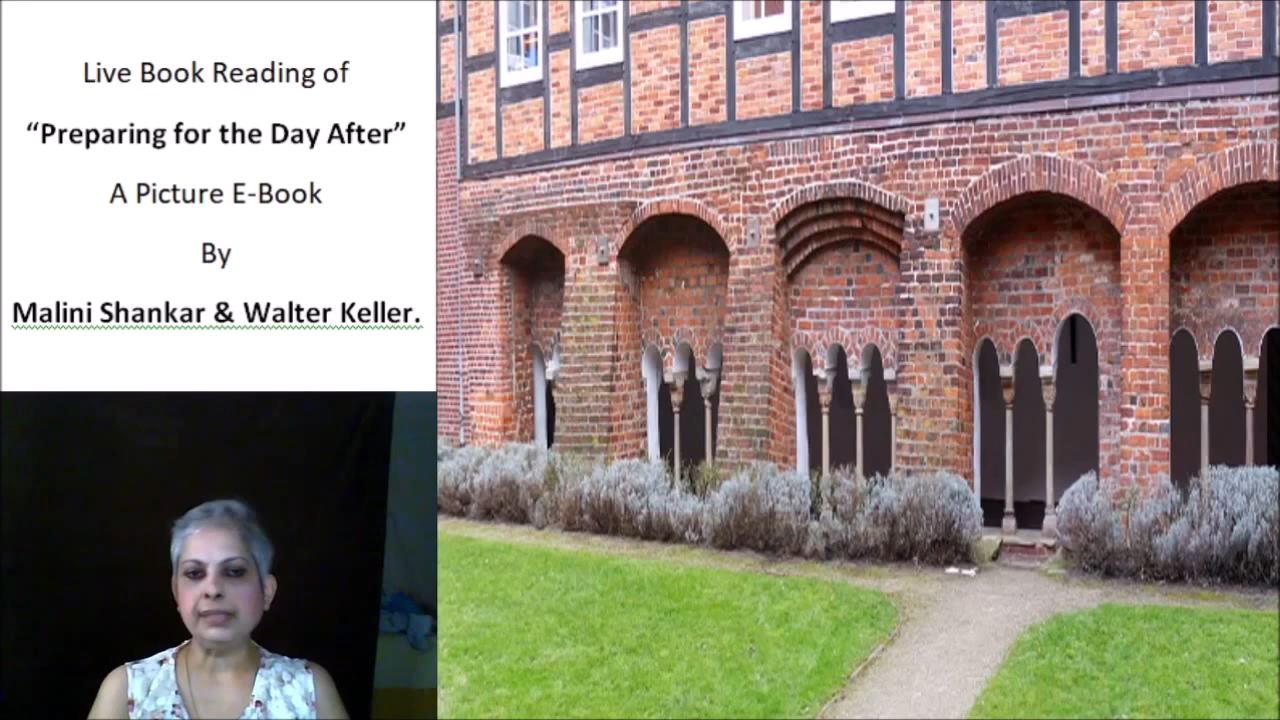 Live Book Reading of
“Preparing for the Day After”
A Picture E-Book
By
Malini Shankar & Walter Keller.